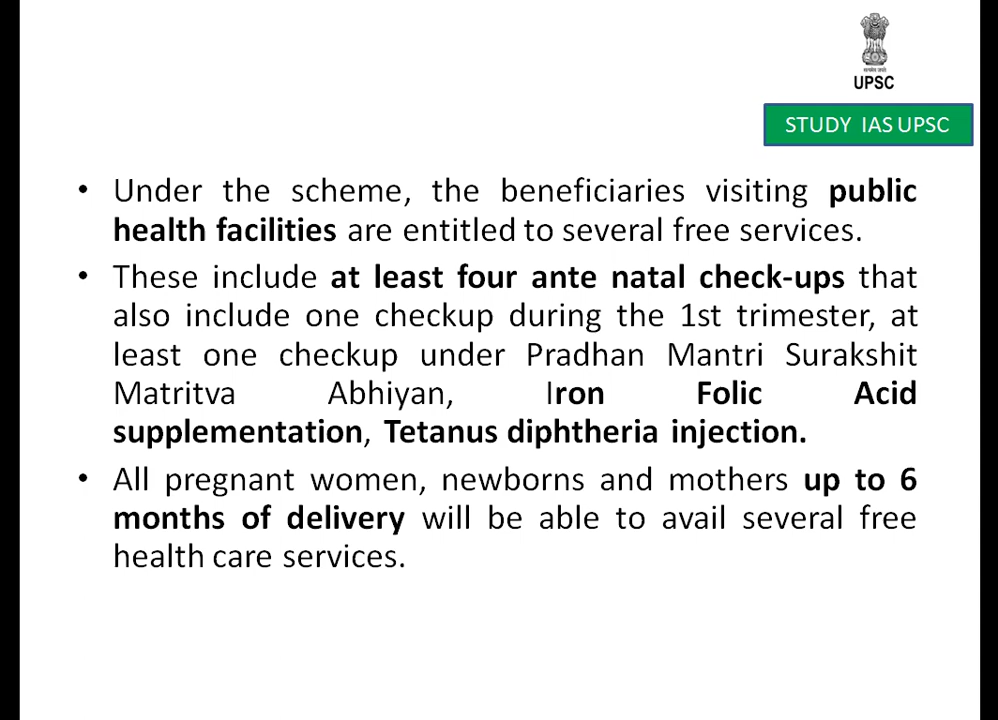 UPSC
STUDY IAS UPSC
• Under the scheme, the beneficiaries visiting public
health facilities are entitled to several free services.
• These include at least four ante natal check-ups that
also include one checkup during the 1st trimester, at
least one checkup under Pradhan Mantri Surakshit
Matritva Abhiyan, Iron Folic Acid
supplementation, Tetanus diphtheria injection.
• All pregnant women, newborns and mothers up to 6
months of delivery will be able to avail several free
health care services.